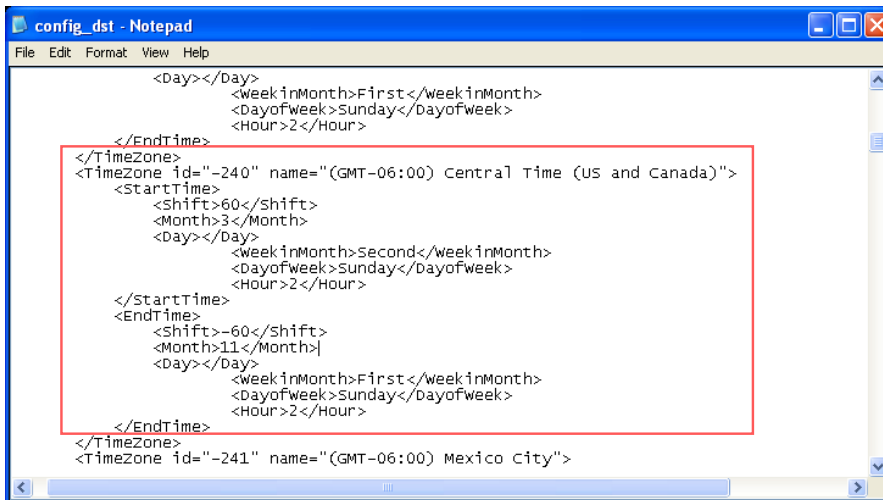 config_dst - Notepad
File Edit Format View Help
<Day></Day>
<WeekinMonth>First</WeekinMonth>
<DayofWeek>Sunday</DayofWeek>
<Hour>2</Hour>
</EndTime>
</TimeZone>
<TimeZone id="-240" name="(GMT-06:00) Central Time (US and Canada)">
<StartTime>
<Shift>60</Shift>
<Month>3</Month>
<Day></Day>
<WeekinMonth>Second</WeekinMonth>
<DayofWeek>Sunday</DayofWeek>
<Hour>2</Hour>
</StartTime>
<EndTime>
<Shift>-60</Shift>
<Month>11</Month>
<Day></Day>
<WeekinMonth>First</WeekinMonth>
<DayofWeek>Sunday</DayofWeek>
<Hour>2</Hour>
</EndTime>
</TimeZone>
<TimeZone id="-241" name="(GMT-06:00) Mexico City">